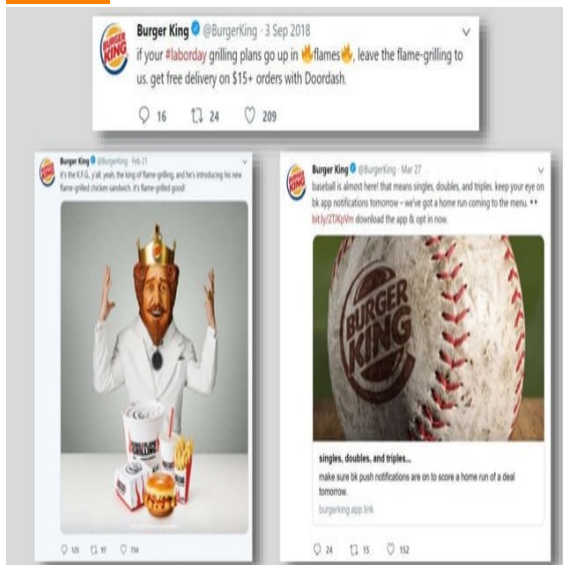 Burger King @BurgerKing · 3 Sep 2018
if your #laborday grilling plans go up in 🔥flames🔥, leave the flame-grilling to
us. get free delivery on $15+ orders with Doordash.
16 24 209
Burger King @BurgerKing · Feb 21
it's the K.F.G., y'all. yeah, the king of flame-grilling, and he's introducing his new
flame-grilled chicken sandwich. it's flame-grilled good!
125 97 734
Burger King @BurgerKing · Mar 27
baseball is almost here! that means singles, doubles, and triples. keep your eye on
bk app notifications tomorrow – we've got a home run coming to the menu. 👀
bit.ly/2TJKpVm download the app & opt in now.
BURGER
KING
singles, doubles, and triples...
make sure bk push notifications are on to score a home run of a deal
tomorrow.
burgerking.app.link
24 15 152